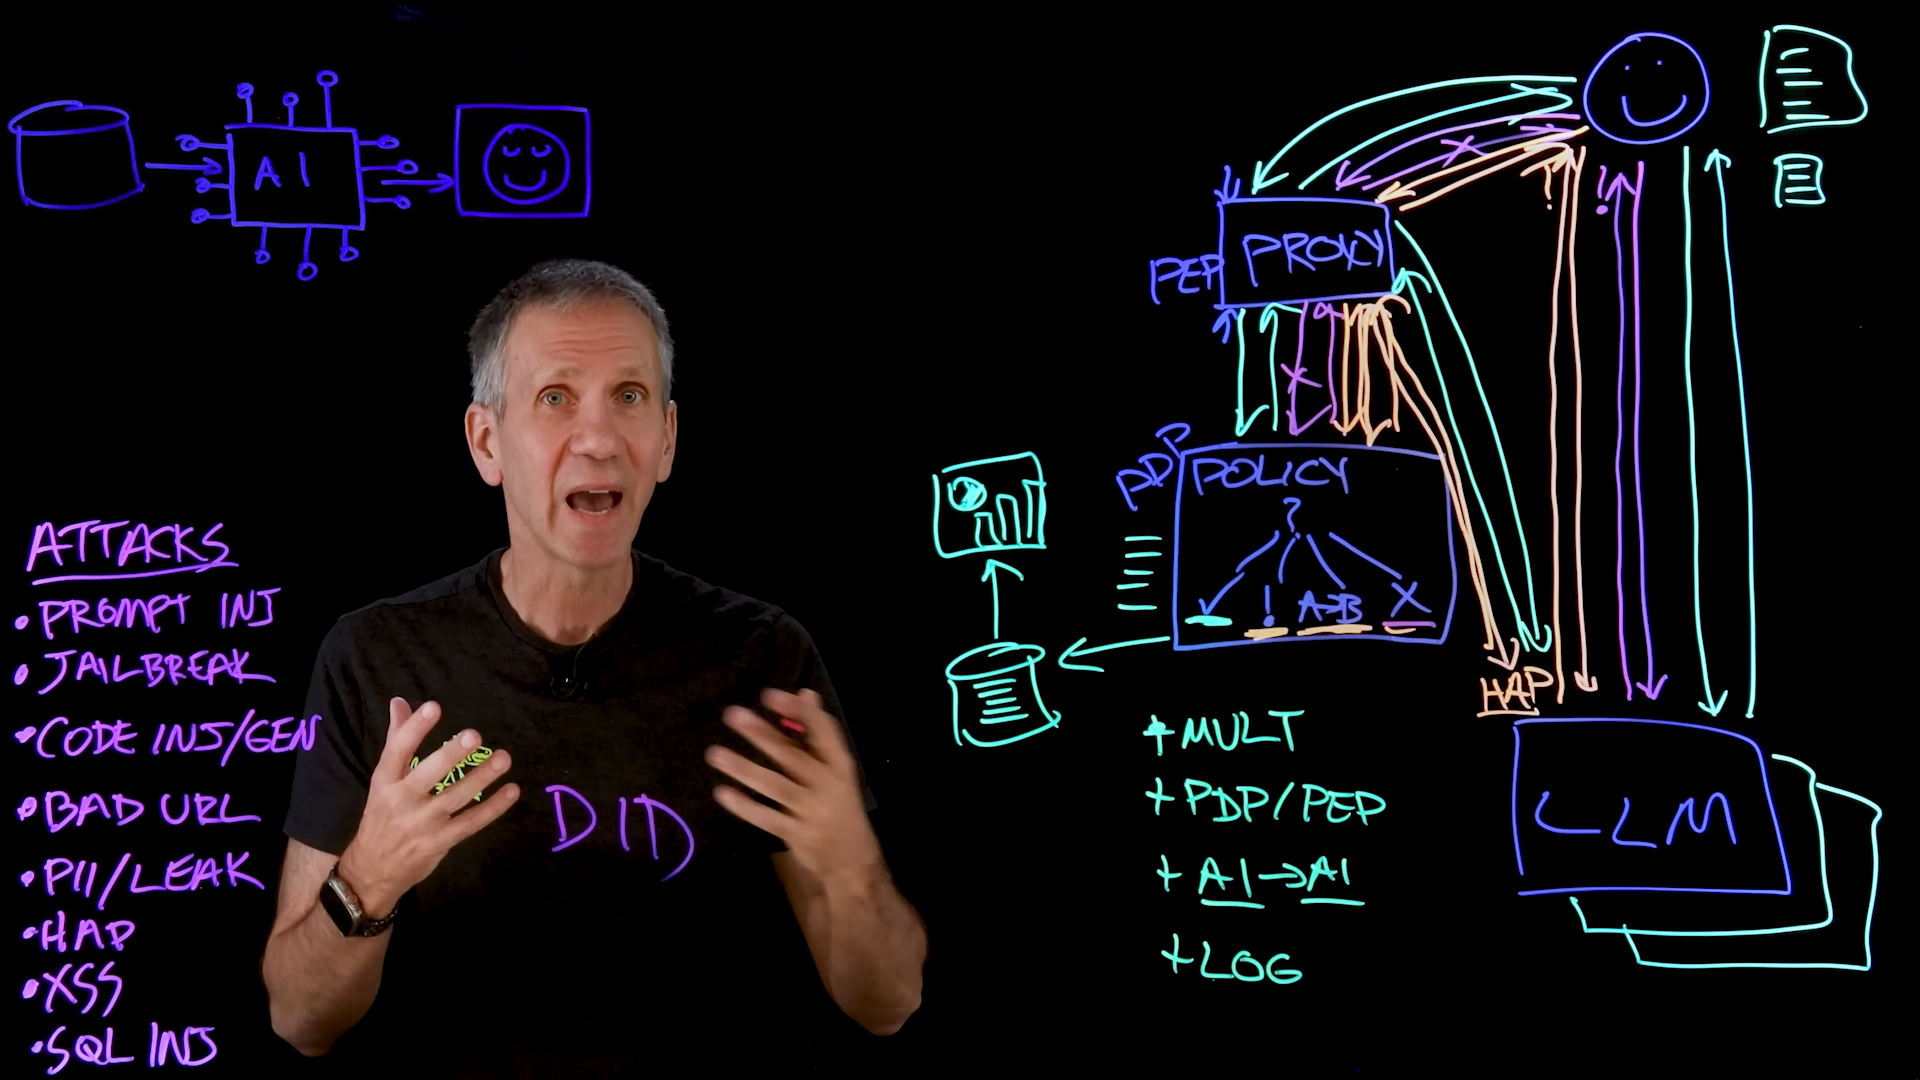 AI
ATTACKS
• PROMPT INJ
• JAILBREAK
• CODE INJ/GEN
• BAD URL
• PII/LEAK
• HAP
• XSS
• SQL INJ
DID
PEP
PROXY
PDP
POLICY
?
! A→B X
+ MULT
+ PDP/PEP
+ AI→AI
+ LOG
?
!
HAP
LLM